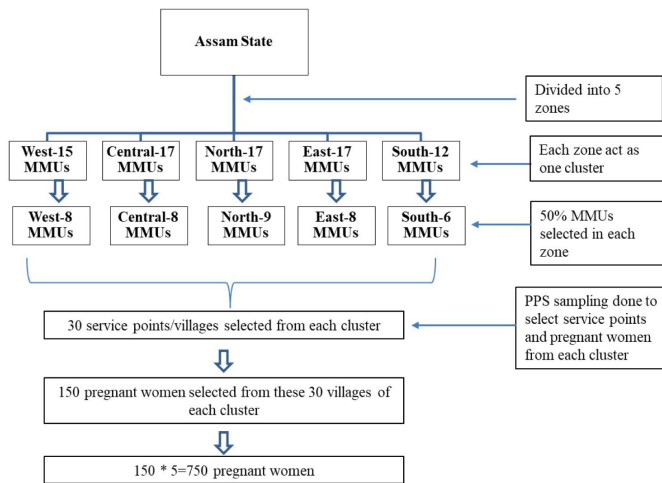 Assam State
Divided into 5
zones
West-15
MMUs
Central-17
MMUs
North-17
MMUs
East-17
MMUs
South-12
MMUs
Each zone act as
one cluster
West-8
MMUs
Central-8
MMUs
North-9
MMUs
East-8
MMUs
South-6
MMUs
50% MMUs
selected in each
zone
30 service points/villages selected from each cluster
PPS sampling done to
select service points
and pregnant women
from each cluster
150 pregnant women selected from these 30 villages of
each cluster
150 * 5=750 pregnant women